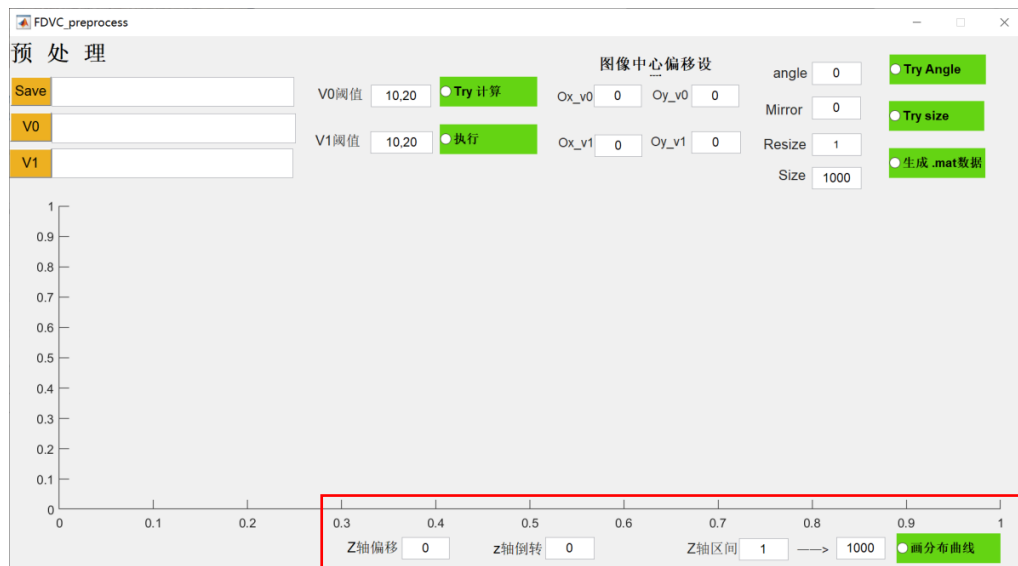 FDVC_preprocess
预 处 理
图像中心偏移设
Save
V0阈值 10,20 Try 计算
Ox_v0 0 Oy_v0 0
angle 0 Try Angle
V0
Mirror 0 Try size
V1阈值 10,20 执行
Ox_v1 0 Oy_v1 0
Resize 1
V1
生成 .mat数据
Size 1000
1
0.9
0.8
0.7
0.6
0.5
0.4
0.3
0.2
0.1
0
0 0.1 0.2 0.3 0.4 0.5 0.6 0.7 0.8 0.9 1
Z轴偏移 0 z轴倒转 0 Z轴区间 1 ——> 1000 画分布曲线